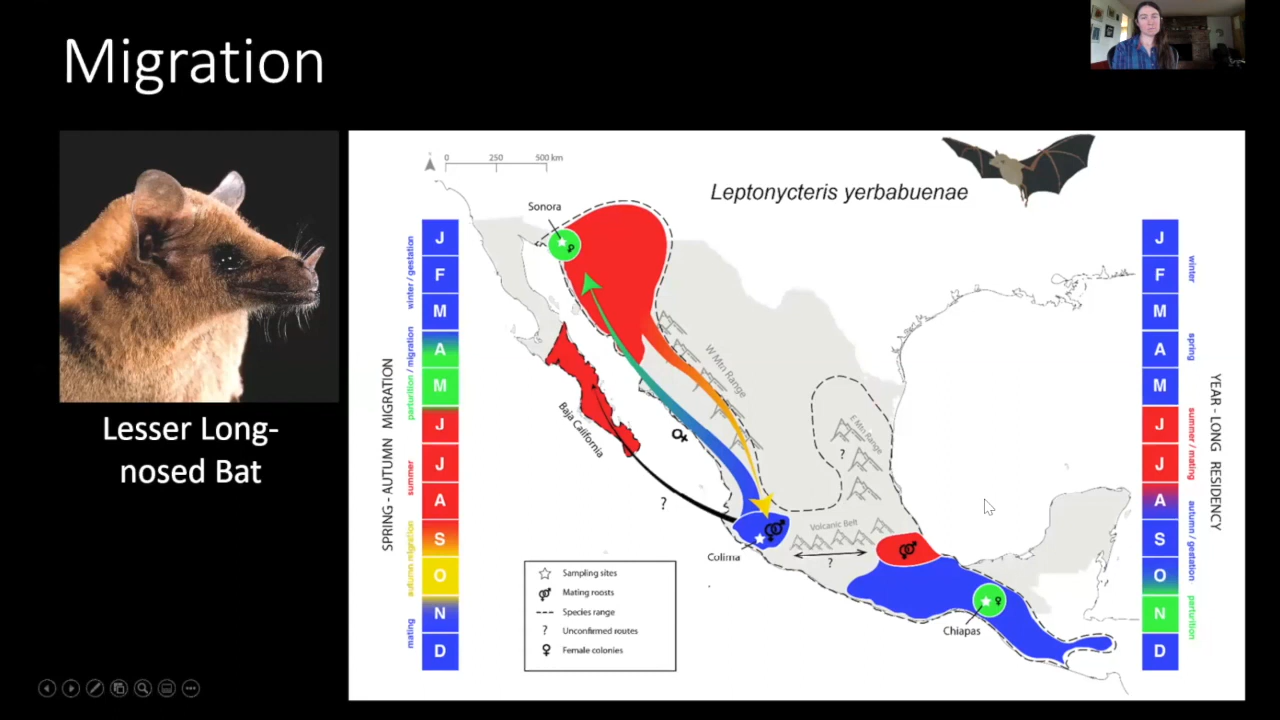 Migration
Lesser Long-
nosed Bat
0 250 500 km
Leptonycteris yerbabuenae
Sonora
W Mtn Range
E Mtn Range
?
Baja California
?
Volcanic Belt
?
Colima
Chiapas
SPRING - AUTUMN MIGRATION
winter / gestation
parturition / migration
summer
autumn migration
mating
J
F
M
A
M
J
J
A
S
O
N
D
Sampling sites
Mating roosts
Species range
? Unconfirmed routes
Female colonies
J
F
M
A
M
J
J
A
S
O
N
D
winter
spring
summer / mating
autumn / gestation
parturition
YEAR - LONG RESIDENCY